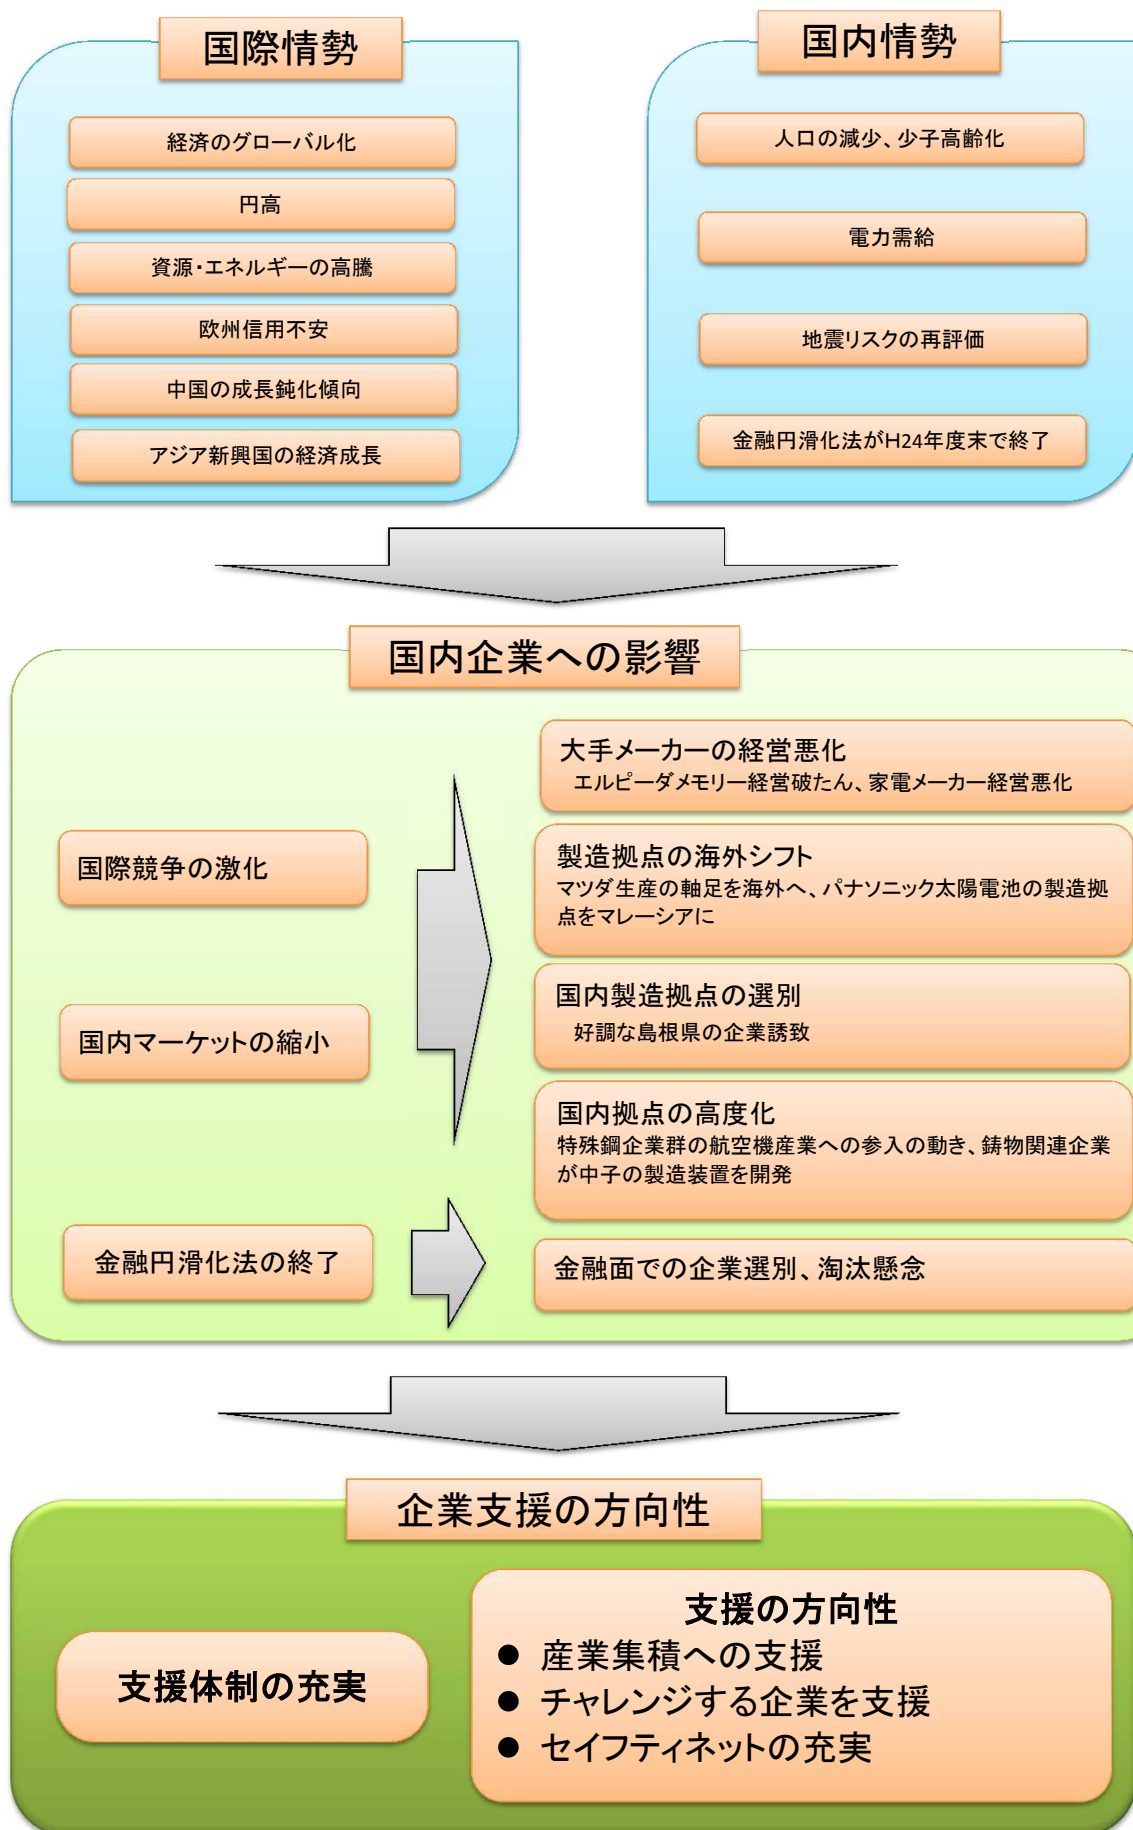 国際情勢
経済のグローバル化
円高
資源・エネルギーの高騰
欧州信用不安
中国の成長鈍化傾向
アジア新興国の経済成長
国内情勢
人口の減少、少子高齢化
電力需給
地震リスクの再評価
金融円滑化法がH24年度末で終了
国内企業への影響
国際競争の激化
国内マーケットの縮小
大手メーカーの経営悪化
エルピーダメモリー経営破たん、家電メーカー経営悪化
製造拠点の海外シフト
マツダ生産の軸足を海外へ、パナソニック太陽電池の製造拠
点をマレーシアに
国内製造拠点の選別
好調な島根県の企業誘致
国内拠点の高度化
特殊鋼企業群の航空機産業への参入の動き、鋳物関連企業
が中子の製造装置を開発
金融円滑化法の終了
金融面での企業選別、淘汰懸念
企業支援の方向性
支援体制の充実
支援の方向性
● 産業集積への支援
● チャレンジする企業を支援
● セイフティネットの充実